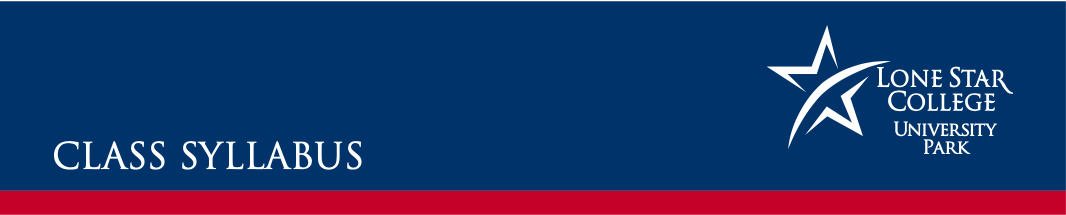 LONE STAR
COLLEGE
UNIVERSITY
PARK
CLASS SYLLABUS